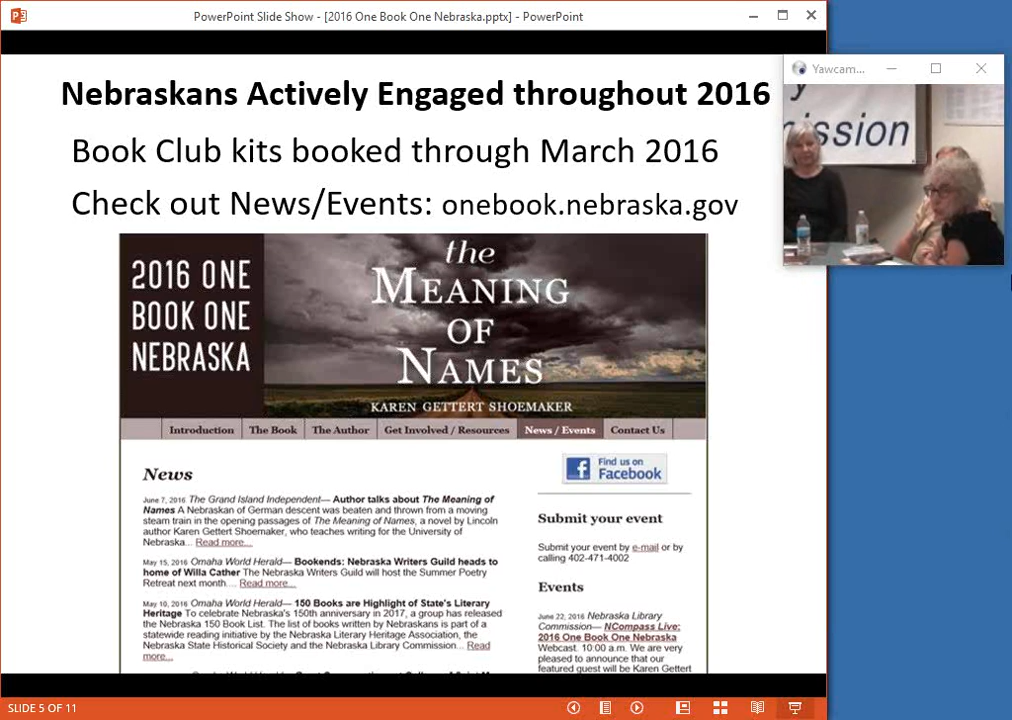 PowerPoint Slide Show - [2016 One Book One Nebraska.pptx] - PowerPoint
Nebraskans Actively Engaged throughout 2016
Book Club kits booked through March 2016
Check out News/Events: onebook.nebraska.gov
Yawcam...
y
mission
2016 ONE
BOOK ONE
NEBRASKA
the
MEANING
OF
NAMES
KAREN GETTERT SHOEMAKER
Introduction The Book The Author Get Involved / Resources News / Events Contact Us
News
June 7, 2016 The Grand Island Independent— Author talks about The Meaning of
Names A Nebraskan of German descent was beaten and thrown from a moving
steam train in the opening passages of The Meaning of Names, a novel by Lincoln
author Karen Gettert Shoemaker, who teaches writing for the University of
Nebraska... Read more...
May 15, 2016 Omaha World Herald— Bookends: Nebraska Writers Guild heads to
home of Willa Cather The Nebraska Writers Guild will host the Summer Poetry
Retreat next month.... Read more...
May 10, 2016 Omaha World Herald— 150 Books are Highlight of State's Literary
Heritage To celebrate Nebraska's 150th anniversary in 2017, a group has released
the Nebraska 150 Book List. The list of books written by Nebraskans is part of a
statewide reading initiative by the Nebraska Literary Heritage Association, the
Nebraska State Historical Society and the Nebraska Library Commission... Read
more...
Find us on
Facebook
Submit your event
Submit your event by e-mail or by
calling 402-471-4002
Events
June 22, 2016 Nebraska Library
Commission— NCompass Live:
2016 One Book One Nebraska
Webcast. 10:00 a.m. We are very
pleased to announce that our
featured guest will be Karen Gettert
SLIDE 5 OF 11